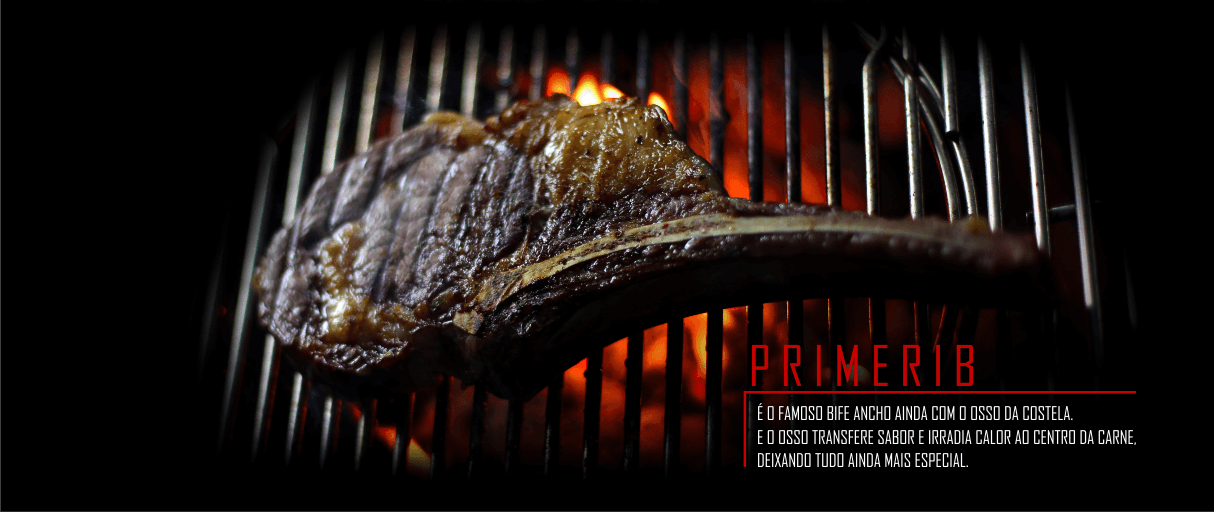 PRIMERIB
É O FAMOSO BIFE ANCHO AINDA COM O OSSO DA COSTELA.
E O OSSO TRANSFERE SABOR E IRRADIA CALOR AO CENTRO DA CARNE,
DEIXANDO TUDO AINDA MAIS ESPECIAL.